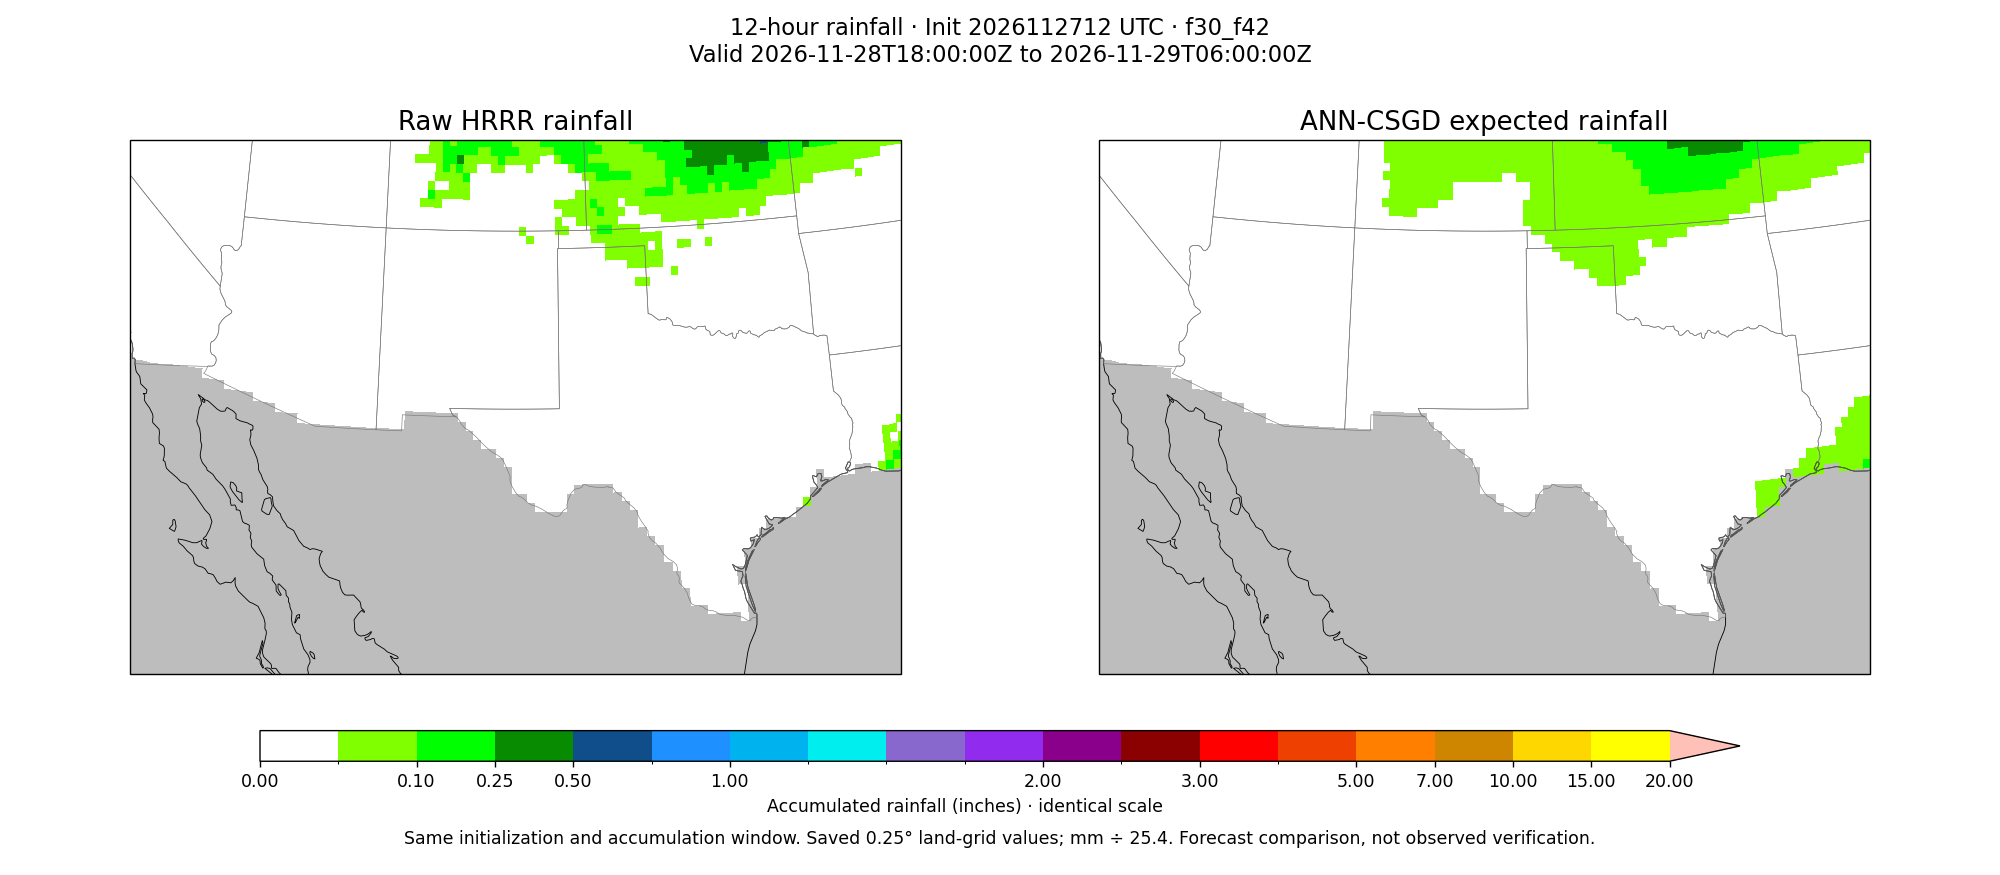 12-hour rainfall · Init 2026112712 UTC · f30_f42
Valid 2026-11-28T18:00:00Z to 2026-11-29T06:00:00Z
Raw HRRR rainfall
ANN-CSGD expected rainfall
0.00 0.10 0.25 0.50 1.00 2.00 3.00 5.00 7.00 10.00 15.00 20.00
Accumulated rainfall (inches) · identical scale
Same initialization and accumulation window. Saved 0.25° land-grid values; mm ÷ 25.4. Forecast comparison, not observed verification.